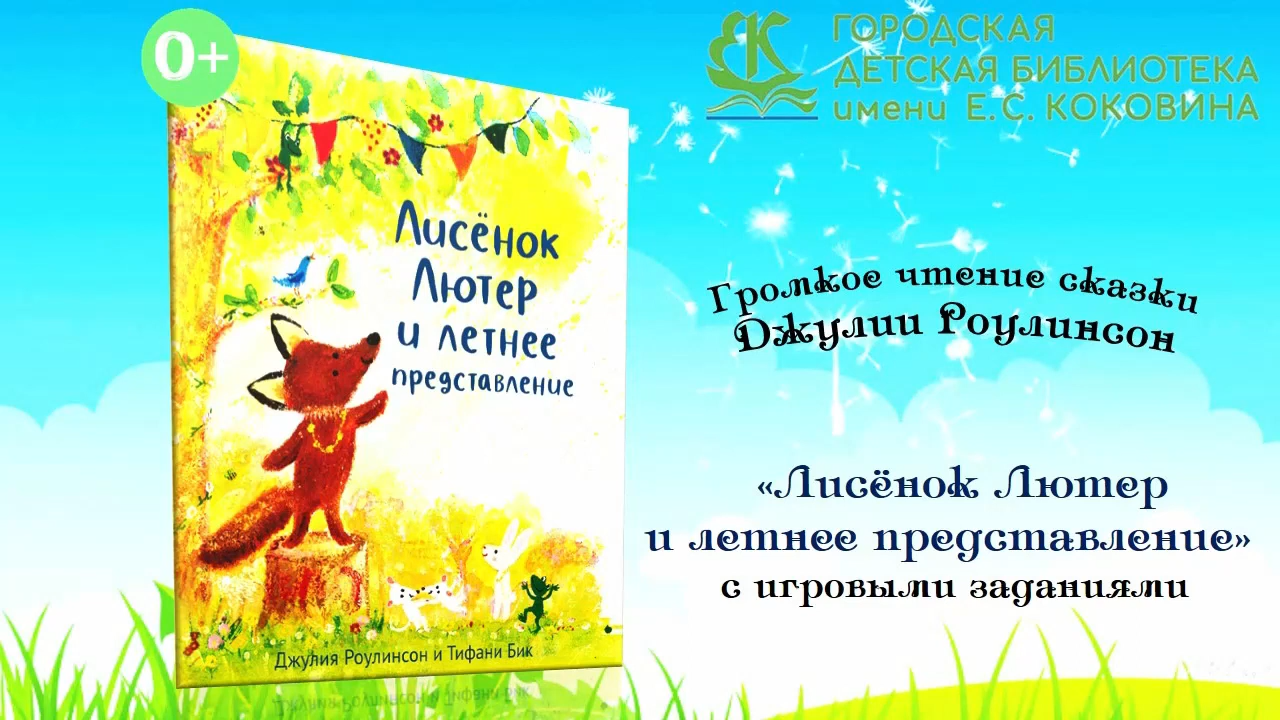 0+
ГОРОДСКАЯ
ДЕТСКАЯ БИБЛИОТЕКА
имени Е.С. КОКОВИНА
Лисёнок
Лютер
и летнее
представление
Джулия Роулинсон и Тифани Бик
Громкое чтение сказки
Джулии Роулинсон
«Лисёнок Лютер
и летнее представление»
с игровыми заданиями